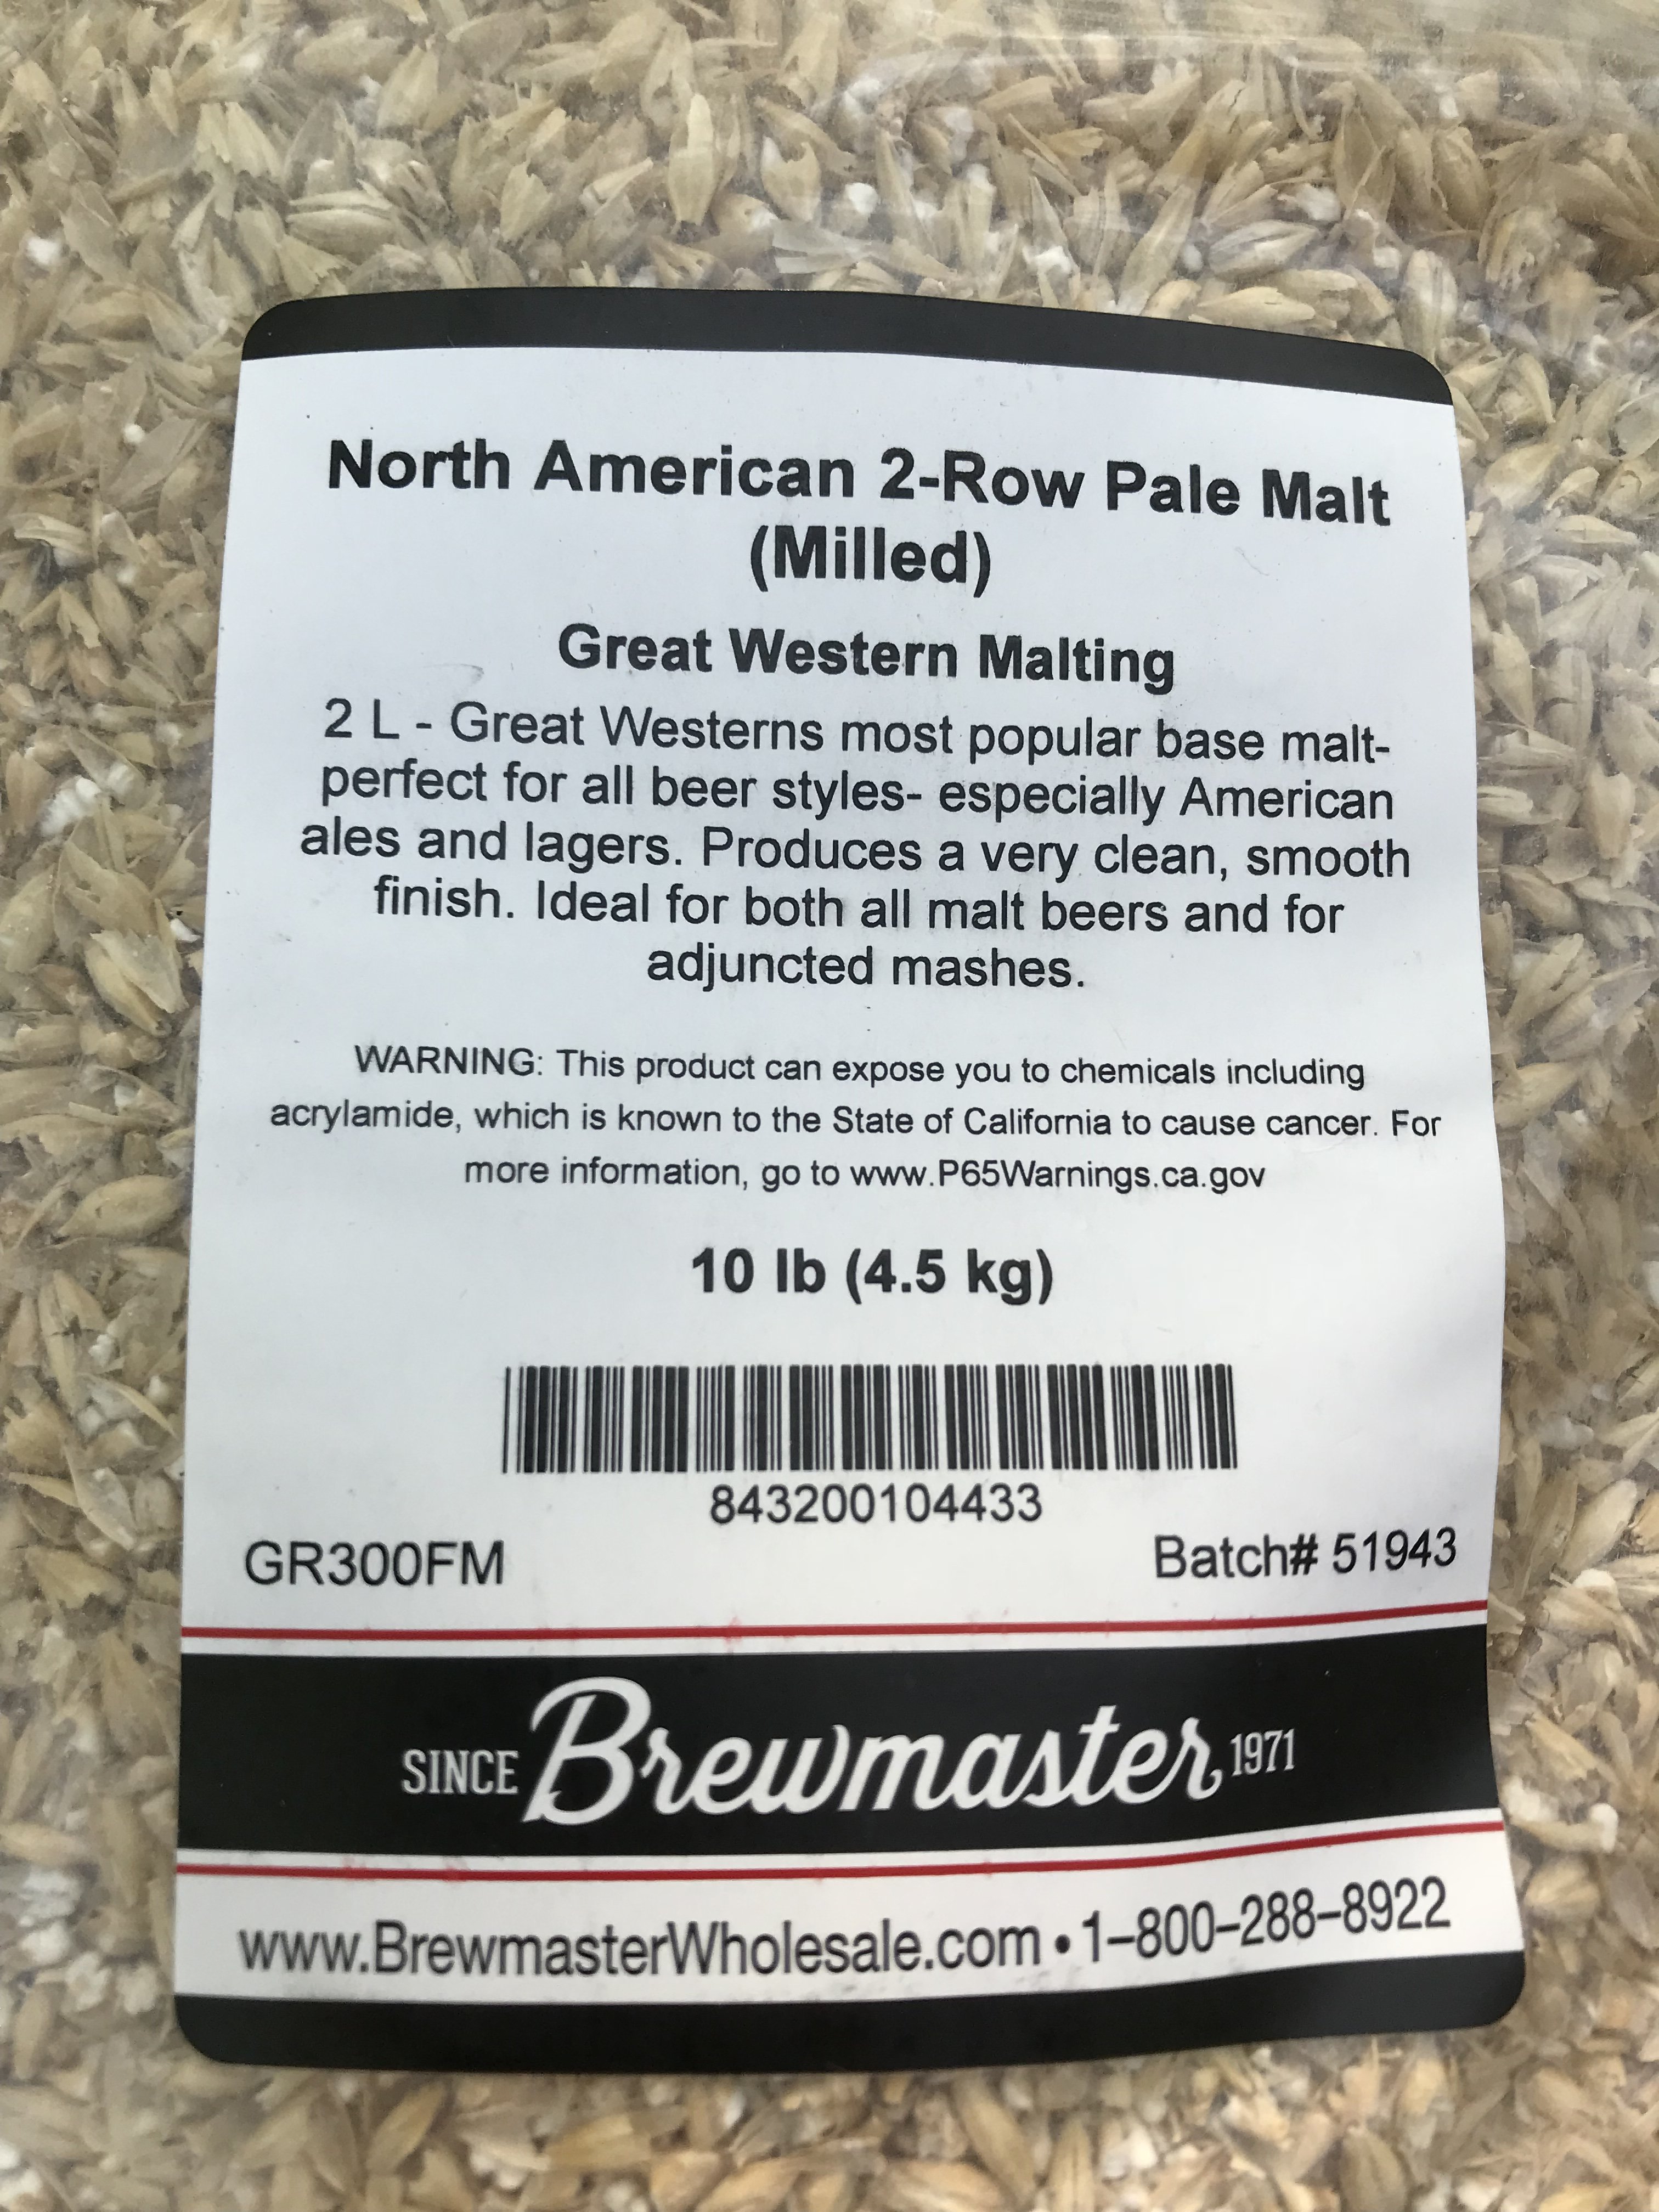 North American 2-Row Pale Malt
(Milled)
Great Western Malting
2 L - Great Westerns most popular base malt-
perfect for all beer styles- especially American
ales and lagers. Produces a very clean, smooth
finish. Ideal for both all malt beers and for
adjuncted mashes.
WARNING: This product can expose you to chemicals including
acrylamide, which is known to the State of California to cause cancer. For
more information, go to www.P65Warnings.ca.gov
10 lb (4.5 kg)
843200104433
GR300FM Batch# 51943
SINCE Brewmaster 1971
www.BrewmasterWholesale.com • 1-800-288-8922